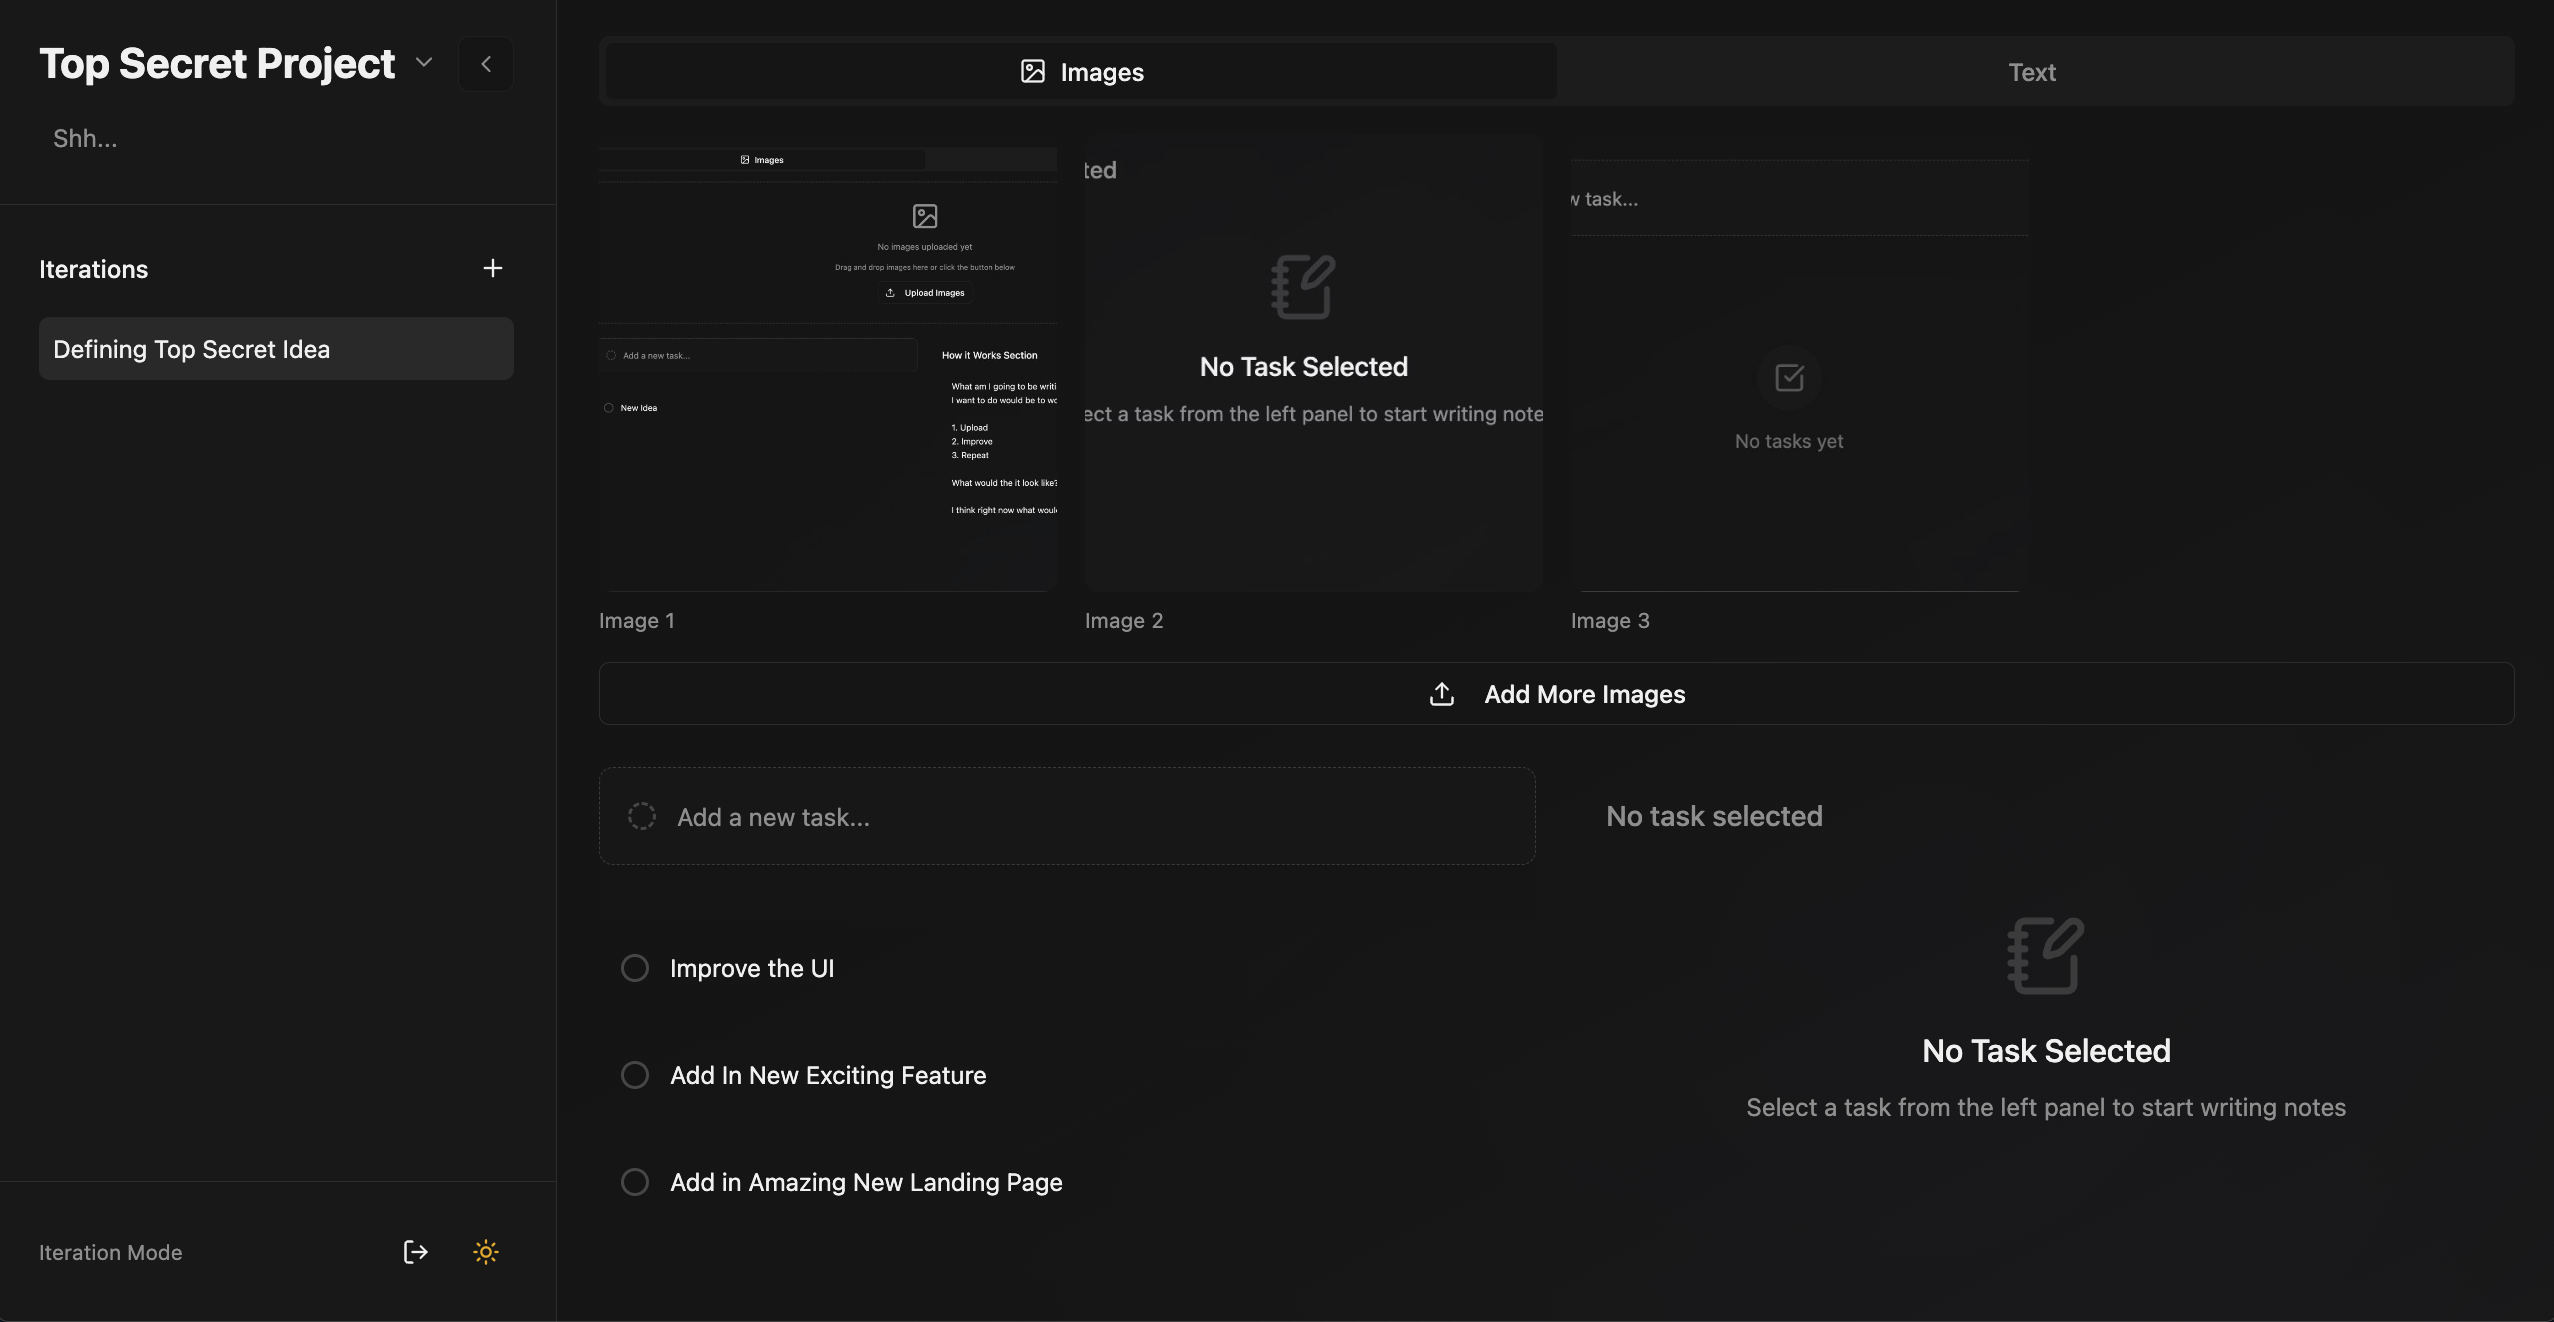 Top Secret Project
Shh...
Iterations
Defining Top Secret Idea
Iteration Mode
Images
Text
Images
No images uploaded yet
Drag and drop images here or click the button below
Upload Images
Add a new task...
New Idea
How it Works Section
What am I going to be writi
I want to do would be to wo
1. Upload
2. Improve
3. Repeat
What would the it look like?
I think right now what woul
Image 1
ted
No Task Selected
ect a task from the left panel to start writing note
Image 2
w task...
No tasks yet
Image 3
Add More Images
Add a new task...
Improve the UI
Add In New Exciting Feature
Add in Amazing New Landing Page
No task selected
No Task Selected
Select a task from the left panel to start writing notes